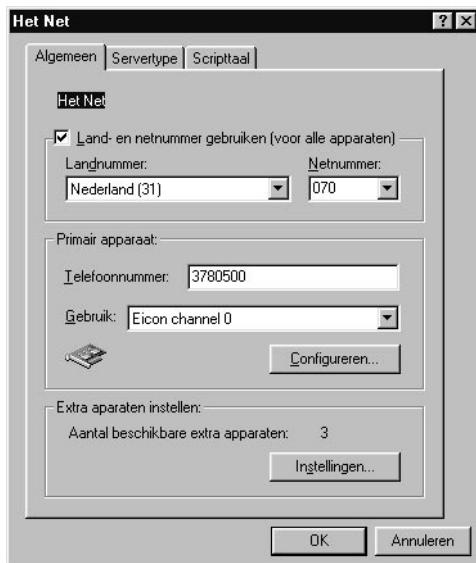 Het Net
Algemeen Servertype Scripttaal
Het Net
Land- en netnummer gebruiken (voor alle apparaten)
Landnummer: Netnummer:
Nederland (31) 070
Primair apparaat:
Telefoonnummer: 3780500
Gebruik: Eicon channel 0
Configureren...
Extra aparaten instellen:
Aantal beschikbare extra apparaten: 3
Instellingen...
OK Annuleren